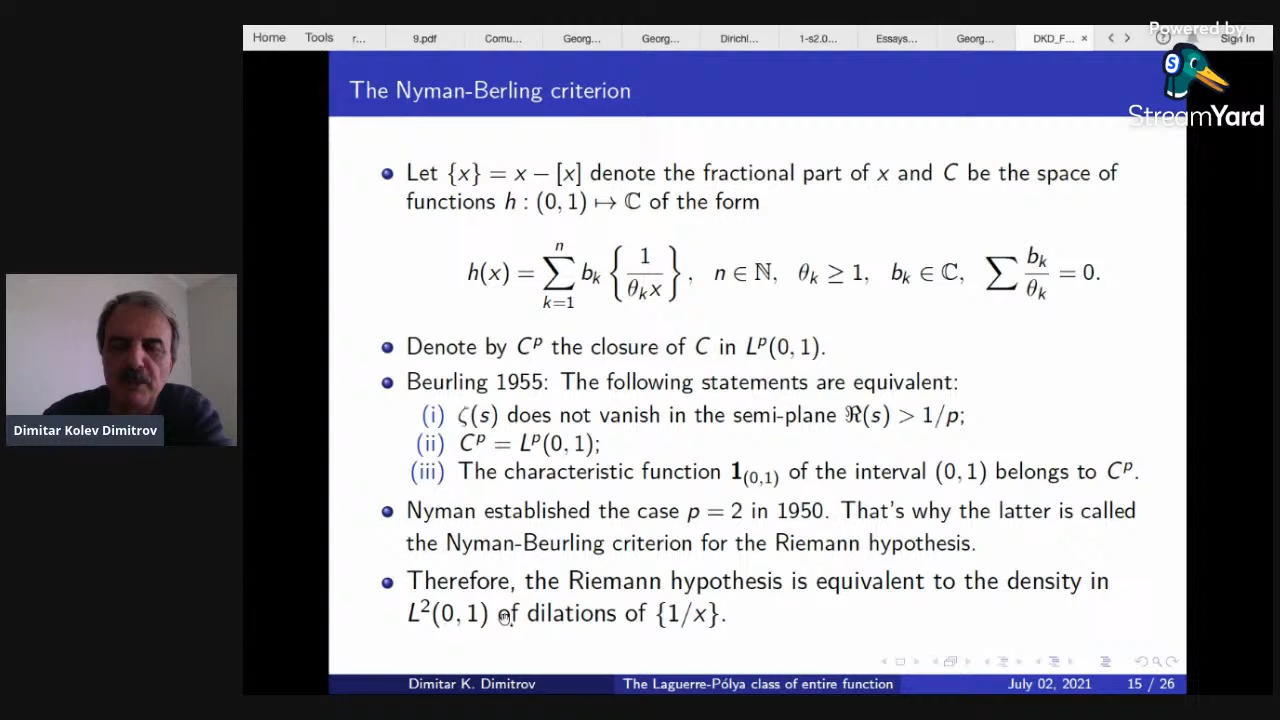 Home Tools r... 9.pdf Comu... Georg... Georg... Dirichl... 1-s2.0... Essays... Georg... DKD_F... × Sign In
Powered by
StreamYard
The Nyman-Berling criterion
Let {x} = x − [x] denote the fractional part of x and C be the space of
functions h : (0, 1) ↦ ℂ of the form
h(x) = ∑_{k=1}^{n} b_k { 1 / (θ_k x) }, n ∈ ℕ, θ_k ≥ 1, b_k ∈ ℂ, ∑ b_k / θ_k = 0.
Denote by C^p the closure of C in L^p(0, 1).
Beurling 1955: The following statements are equivalent:
(i) ζ(s) does not vanish in the semi-plane ℜ(s) > 1/p;
(ii) C^p = L^p(0, 1);
(iii) The characteristic function 𝟏_(0,1) of the interval (0, 1) belongs to C^p.
Nyman established the case p = 2 in 1950. That's why the latter is called
the Nyman-Beurling criterion for the Riemann hypothesis.
Therefore, the Riemann hypothesis is equivalent to the density in
L²(0, 1) of dilations of {1/x}.
Dimitar Kolev Dimitrov
Dimitar K. Dimitrov The Laguerre-Pólya class of entire function July 02, 2021 15 / 26